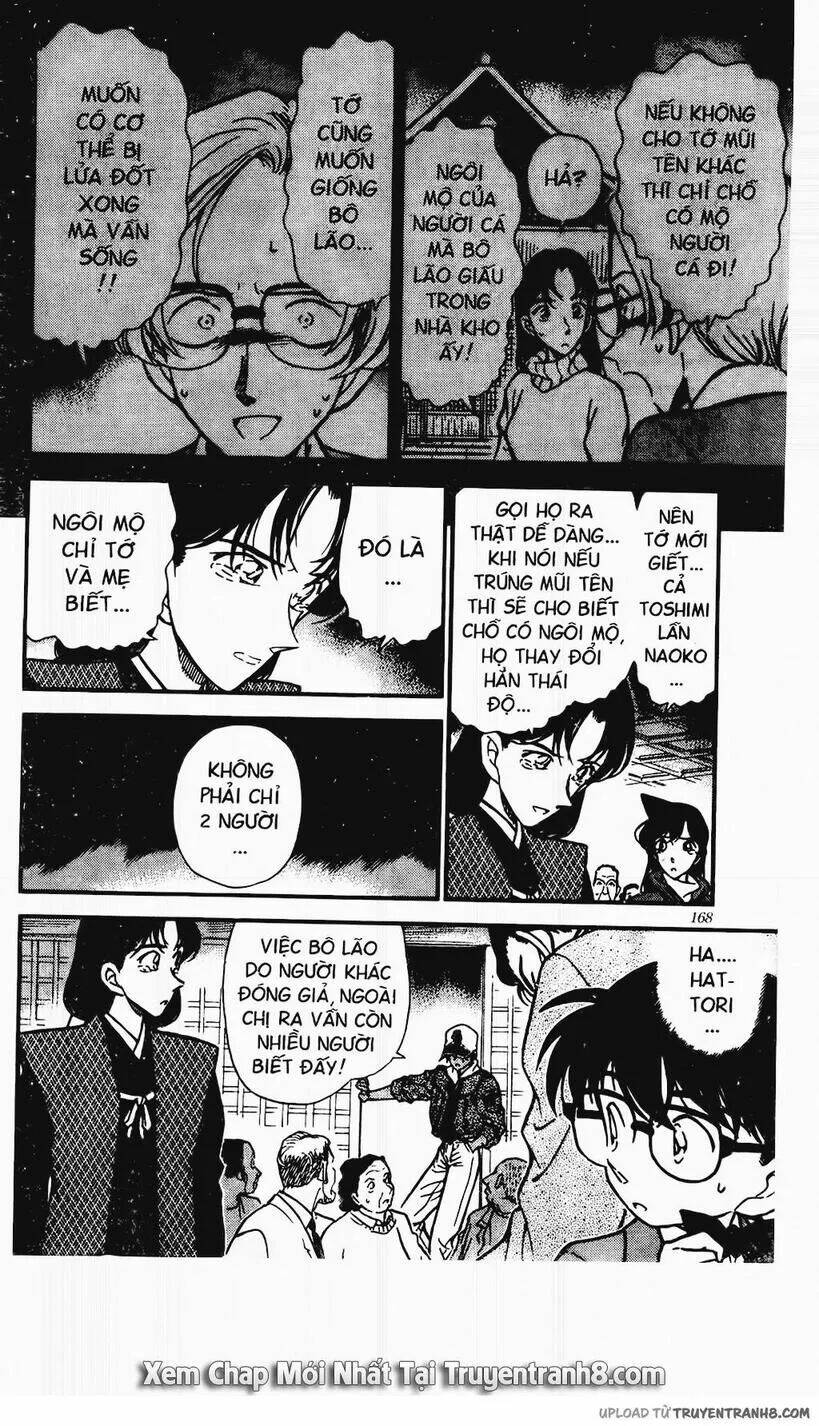 NẾU KHÔNG
CHO TỚ MŨI
TÊN KHÁC
THÌ CHỈ CHỖ
CÓ MỘ
NGƯỜI
CÁ ĐI!
HẢ?
NGÔI
MỘ CỦA
NGƯỜI CÁ
MÀ BÔ
LÃO GIẤU
TRONG
NHÀ KHO
ẤY!
TỚ
CŨNG
MUỐN
GIỐNG
BÔ
LÃO...
MUỐN
CÓ CƠ
THỂ BỊ
LỬA ĐỐT
XONG
MÀ VẪN
SỐNG
!!
NÊN
TỚ MỚI
GIẾT...
CẢ
TOSHIMI
LẪN
NAOKO
...
GỌI HỌ RA
THẬT DỄ DÀNG...
KHI NÓI NẾU
TRÚNG MŨI TÊN
THÌ SẼ CHO BIẾT
CHỖ CÓ NGÔI MỘ,
HỌ THAY ĐỔI
HẲN THÁI
ĐỘ...
ĐÓ LÀ
...
NGÔI MỘ
CHỈ TỚ
VÀ MẸ
BIẾT...
KHÔNG
PHẢI CHỈ
2 NGƯỜI
...
168
HA....
HAT-
TORI
...
VIỆC BÔ LÃO
DO NGƯỜI KHÁC
ĐÓNG GIẢ, NGOÀI
CHỊ RA VẪN CÒN
NHIỀU NGƯỜI
BIẾT ĐẤY!
Xem Chap Mới Nhất Tại Truyentranh8.com
UPLOAD TỪ TRUYENTRANH8.COM